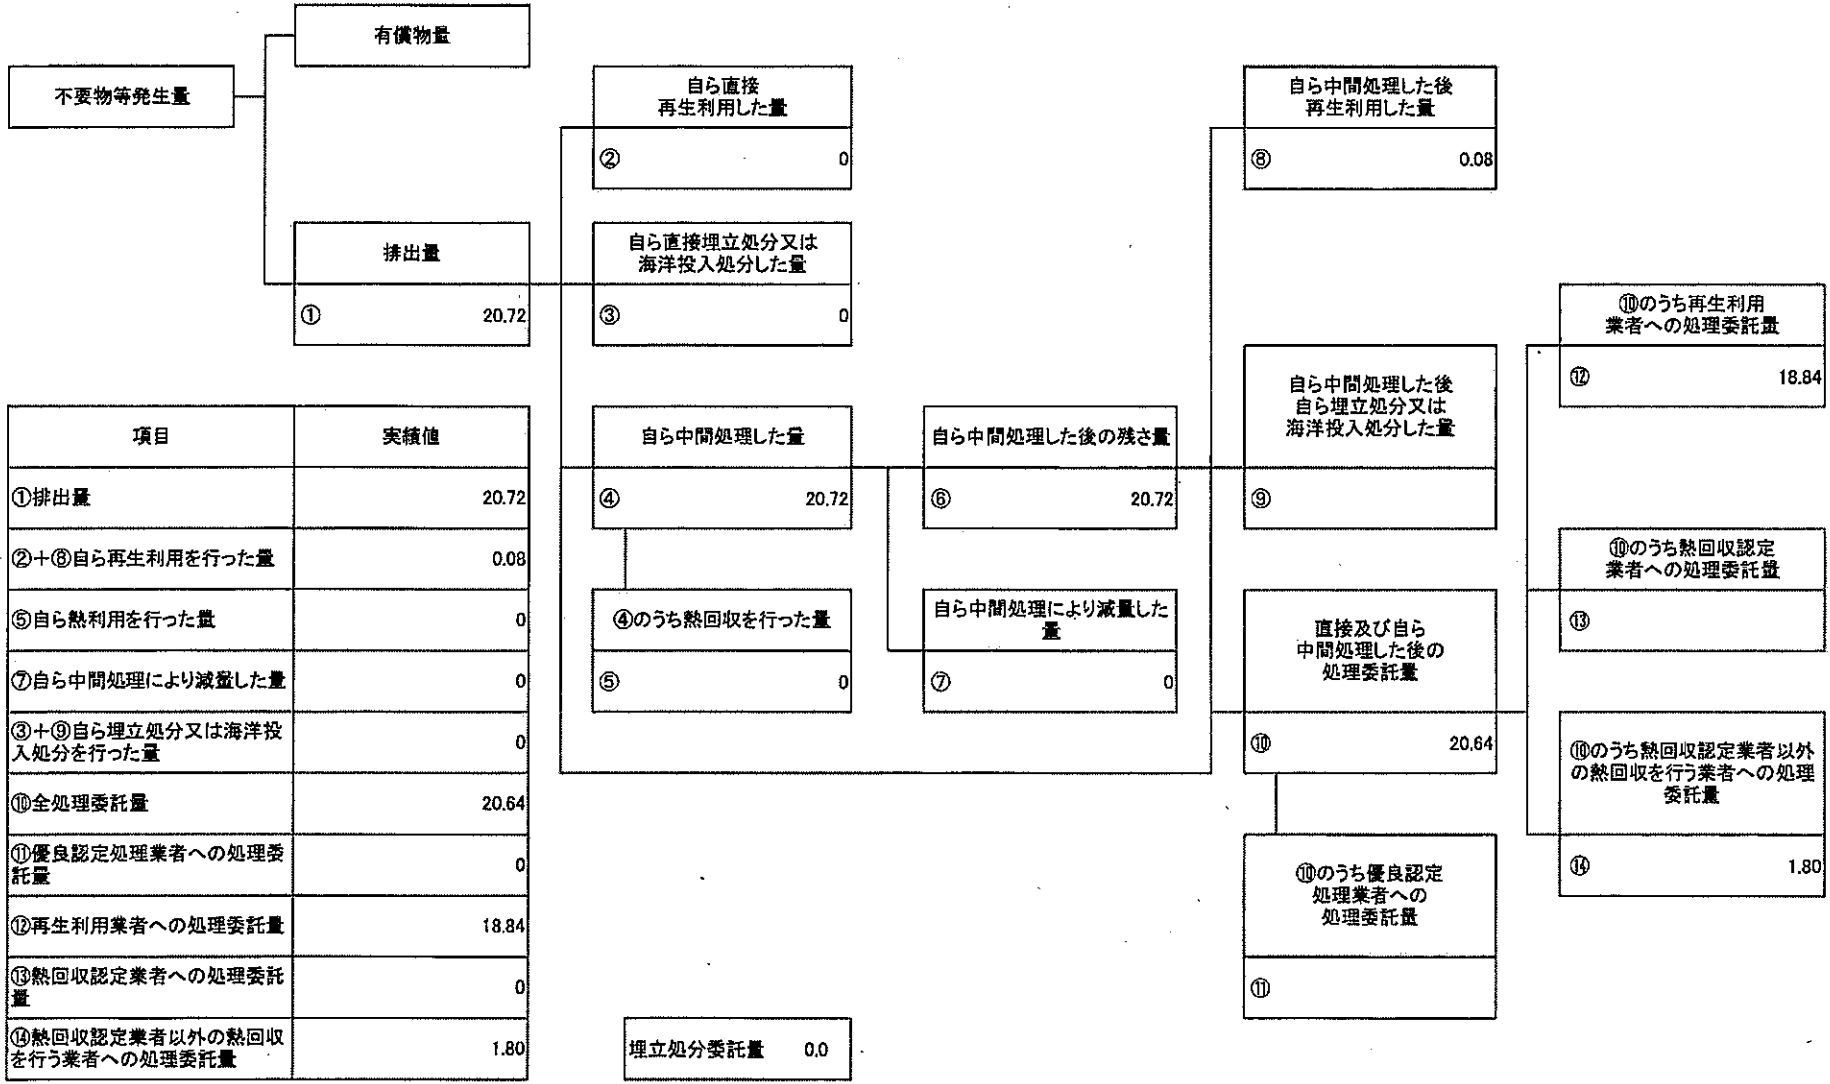 有償物量
不要物等発生量
自ら直接
再生利用した量
② 0
自ら中間処理した後
再生利用した量
⑧ 0.08
排出量
① 20.72
自ら直接埋立処分又は
海洋投入処分した量
③ 0
⑩のうち再生利用
業者への処理委託量
⑫ 18.84
自ら中間処理した後
自ら埋立処分又は
海洋投入処分した量
⑨
自ら中間処理した量
④ 20.72
自ら中間処理した後の残さ量
⑥ 20.72
④のうち熱回収を行った量
⑤ 0
自ら中間処理により減量した
量
⑦ 0
直接及び自ら
中間処理した後の
処理委託量
⑩ 20.64
⑩のうち熱回収認定
業者への処理委託量
⑬
⑩のうち熱回収認定業者以外
の熱回収を行う業者への処理
委託量
⑭ 1.80
⑩のうち優良認定
処理業者への
処理委託量
⑪
項目 実績値
①排出量 20.72
②+⑧自ら再生利用を行った量 0.08
⑤自ら熱利用を行った量 0
⑦自ら中間処理により減量した量 0
③+⑨自ら埋立処分又は海洋投
入処分を行った量 0
⑩全処理委託量 20.64
⑪優良認定処理業者への処理委
託量 0
⑫再生利用業者への処理委託量 18.84
⑬熱回収認定業者への処理委託
量 0
⑭熱回収認定業者以外の熱回収
を行う業者への処理委託量 1.80
埋立処分委託量 0.0